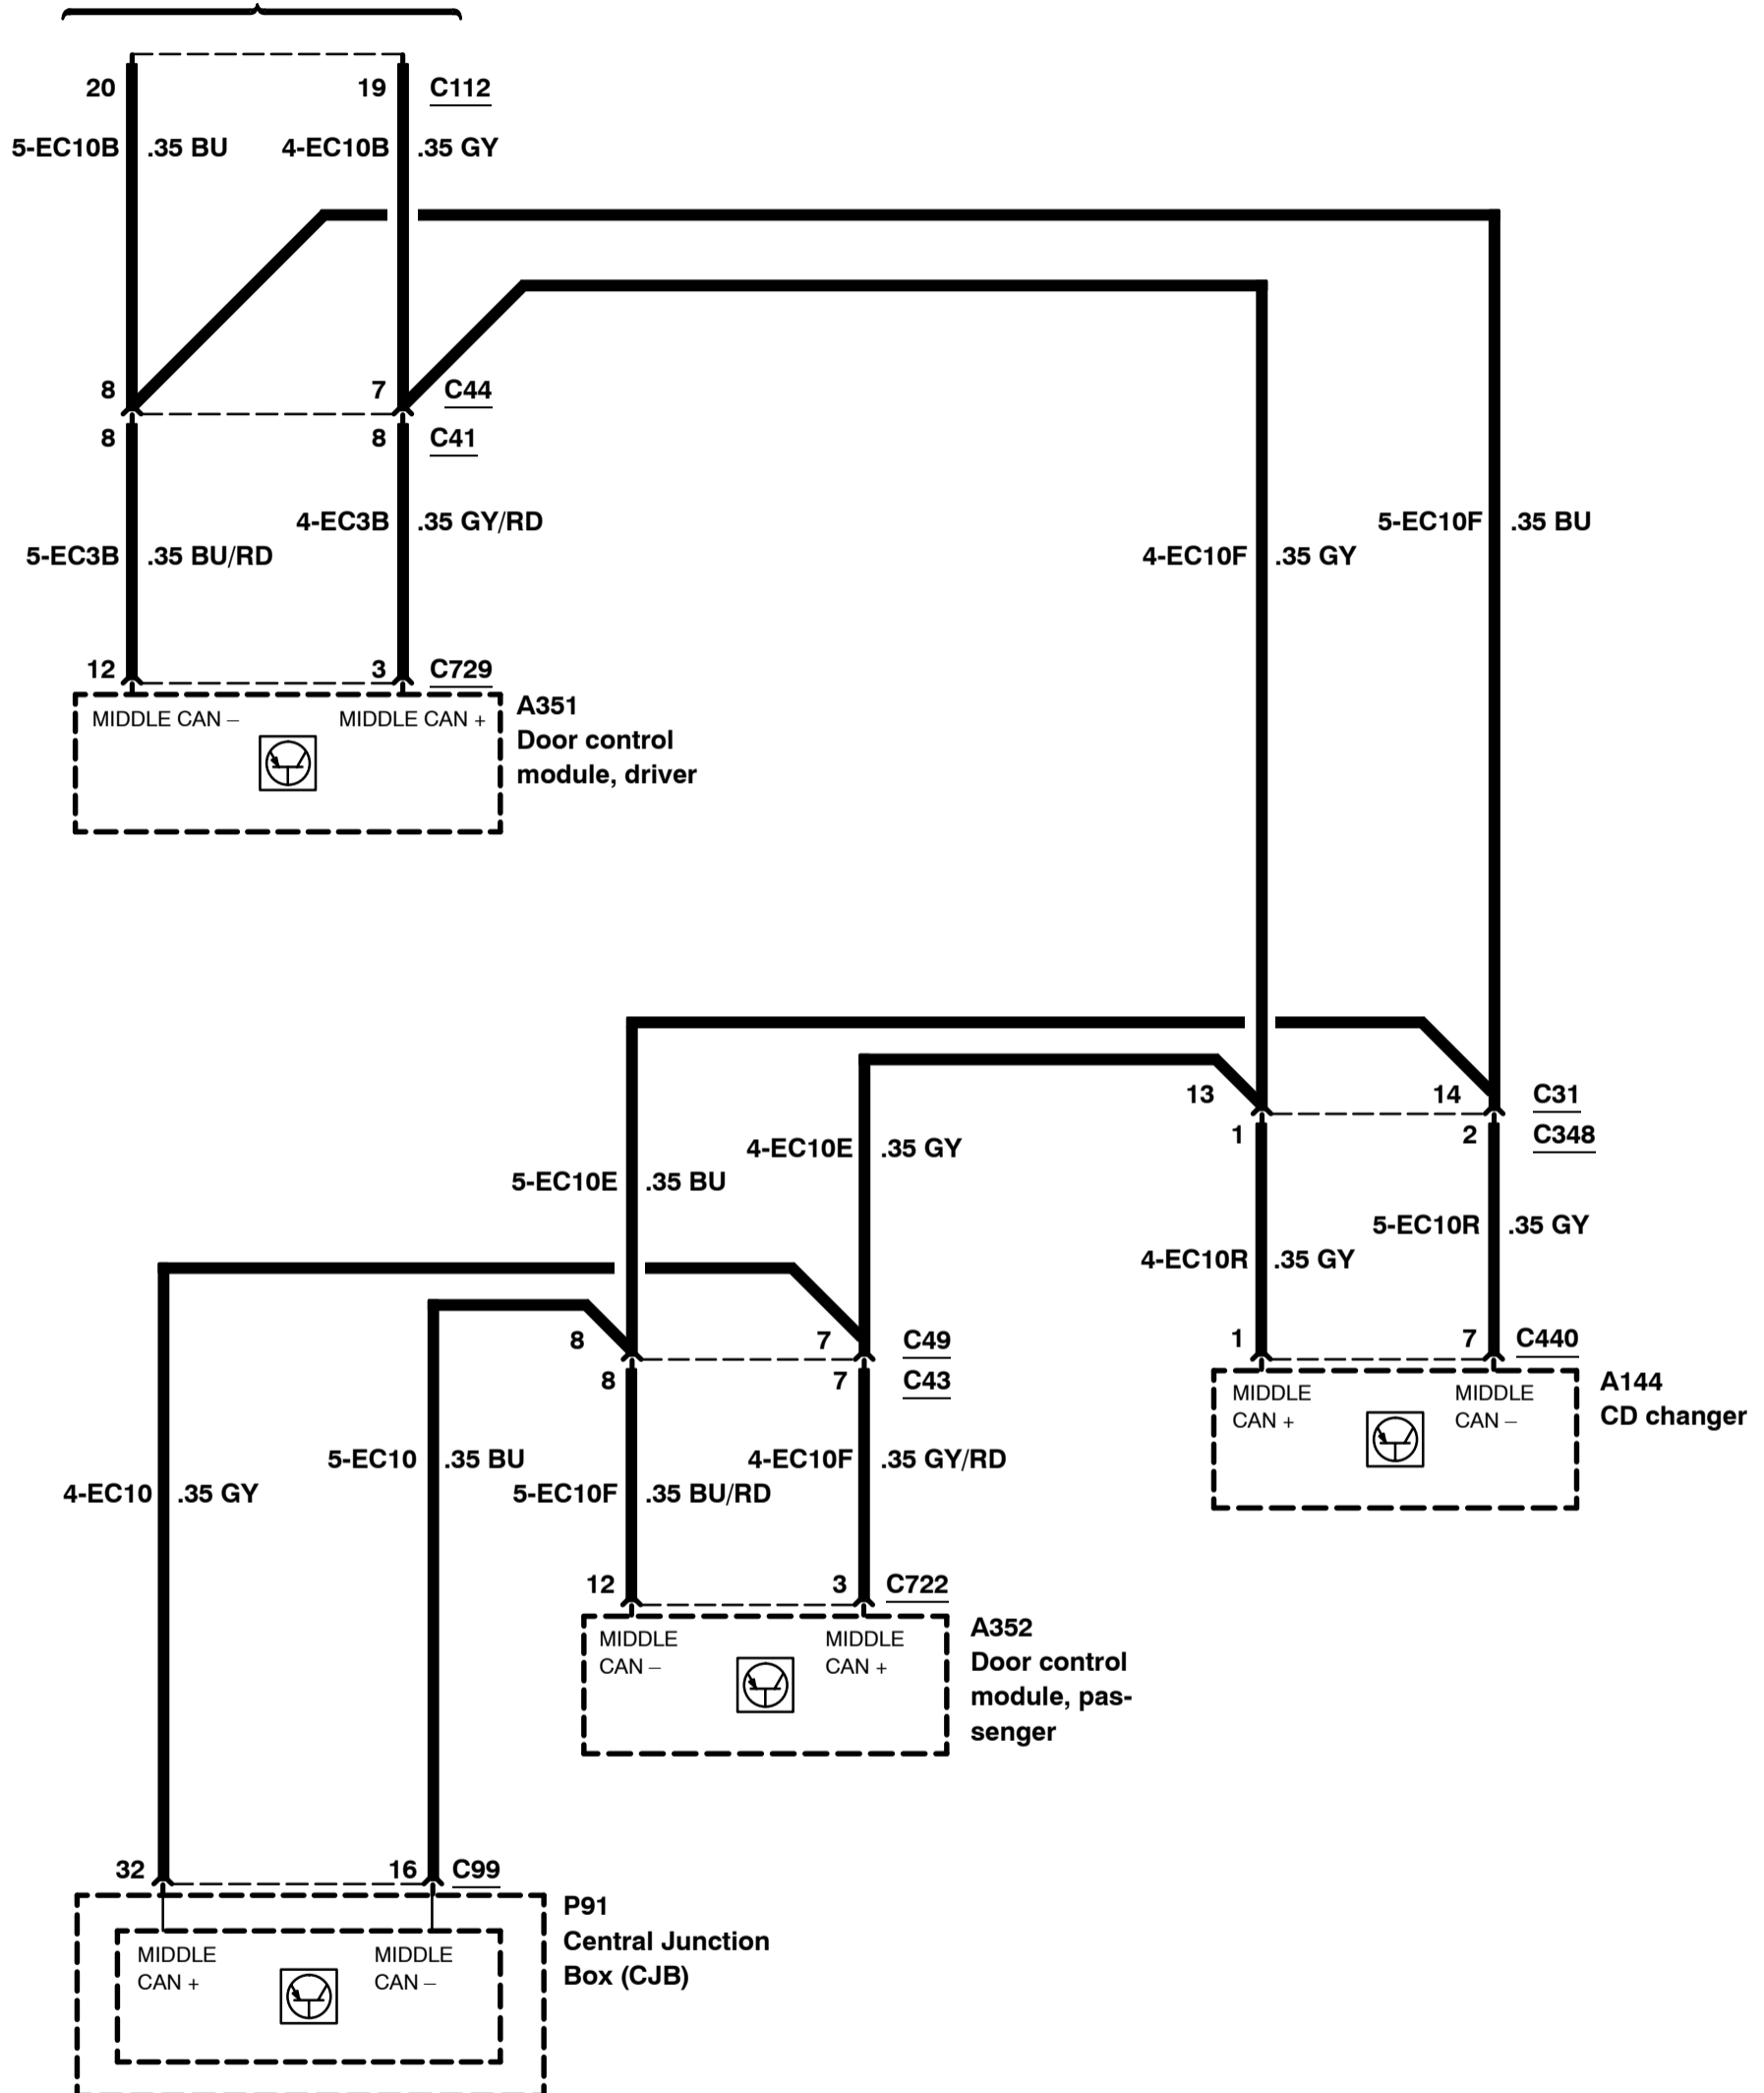 20 19 C112
5-EC10B .35 BU 4-EC10B .35 GY
8 7 C44
8 8 C41
4-EC3B .35 GY/RD 5-EC10F .35 BU
5-EC3B .35 BU/RD 4-EC10F .35 GY
12 3 C729
A351
MIDDLE CAN – MIDDLE CAN +
Door control
module, driver
13 14 C31
1 2 C348
4-EC10E .35 GY
5-EC10E .35 BU
5-EC10R .35 GY
4-EC10R .35 GY
8 7 C49
1 7 C440
8 7 C43
A144
MIDDLE MIDDLE
CD changer
CAN + CAN –
5-EC10 .35 BU 4-EC10F .35 GY/RD
4-EC10 .35 GY 5-EC10F .35 BU/RD
12 3 C722
A352
MIDDLE MIDDLE
Door control
CAN – CAN +
module, pas-
senger
32 16 C99
P91
Central Junction
MIDDLE MIDDLE
Box (CJB)
CAN + CAN –